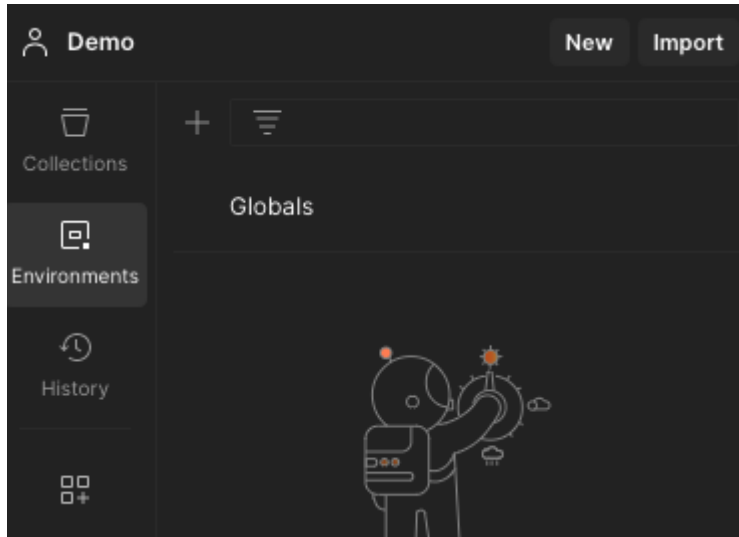 Demo
New
Import
Collections
Globals
Environments
History